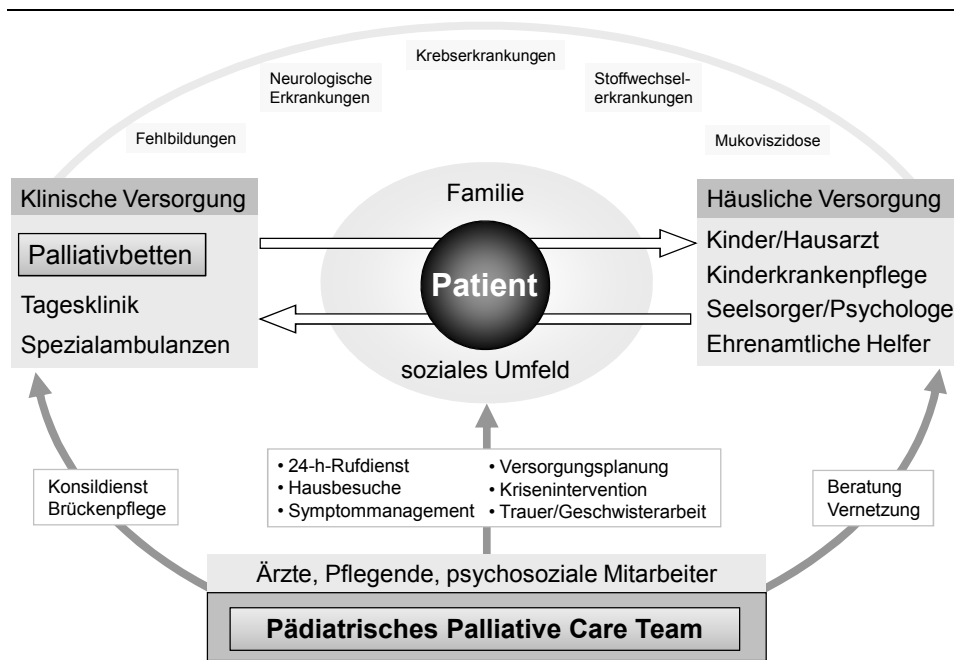 Krebserkrankungen
Neurologische
Erkrankungen
Stoffwechsel-
erkrankungen
Fehlbildungen
Mukoviszidose
Klinische Versorgung
Palliativbetten
Tagesklinik
Spezialambulanzen
Familie
Patient
soziales Umfeld
Häusliche Versorgung
Kinder/Hausarzt
Kinderkrankenpflege
Seelsorger/Psychologe
Ehrenamtliche Helfer
Konsildienst
Brückenpflege
• 24-h-Rufdienst
• Hausbesuche
• Symptommanagement
• Versorgungsplanung
• Krisenintervention
• Trauer/Geschwisterarbeit
Beratung
Vernetzung
Ärzte, Pflegende, psychosoziale Mitarbeiter
Pädiatrisches Palliative Care Team